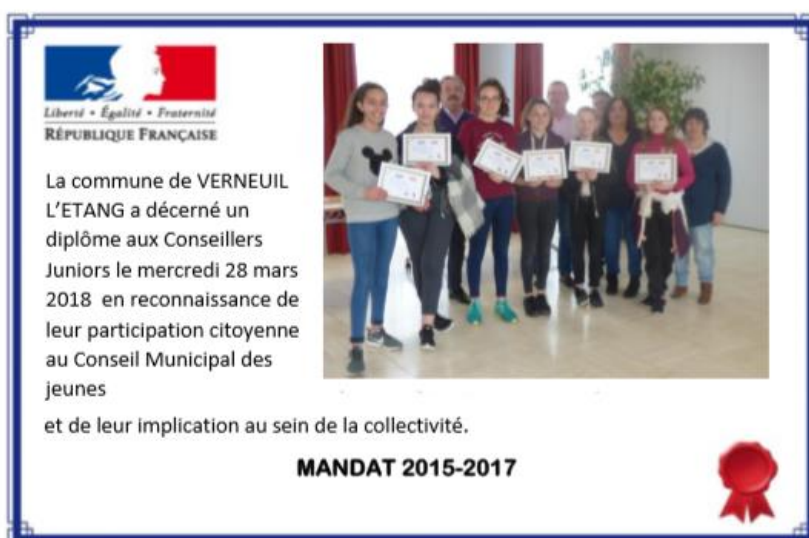 Liberté • Égalité • Fraternité
RÉPUBLIQUE FRANÇAISE
La commune de VERNEUIL
L'ETANG a décerné un
diplôme aux Conseillers
Juniors le mercredi 28 mars
2018 en reconnaissance de
leur participation citoyenne
au Conseil Municipal des
jeunes
et de leur implication au sein de la collectivité.
MANDAT 2015-2017